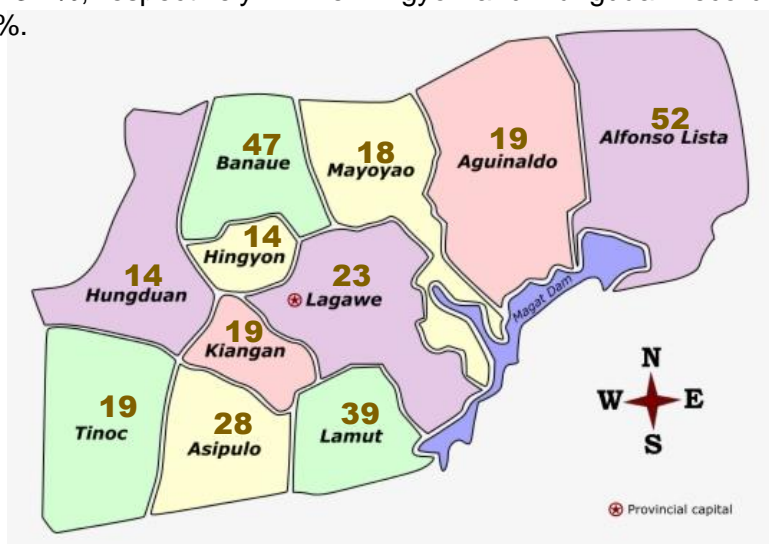 %.
52
Alfonso Lista
19
Aguinaldo
47
Banaue
18
Mayoyao
14
Hingyon
14
Hungduan
23
Lagawe
Magat Dam
19
Kiangan
19
Tinoc
28
Asipulo
39
Lamut
N
W E
S
Provincial capital